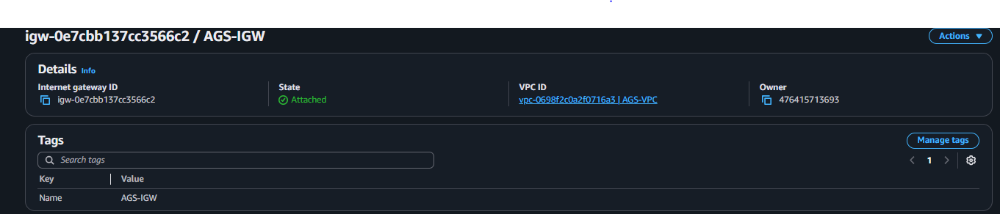 igw-0e7cbb137cc3566c2 / AGS-IGW
Actions
Details Info
Internet gateway ID State VPC ID Owner
igw-0e7cbb137cc3566c2 Attached vpc-0698f2c0a2f0716a3 | AGS-VPC 476415713693
Tags Manage tags
Search tags 1
Key Value
Name AGS-IGW